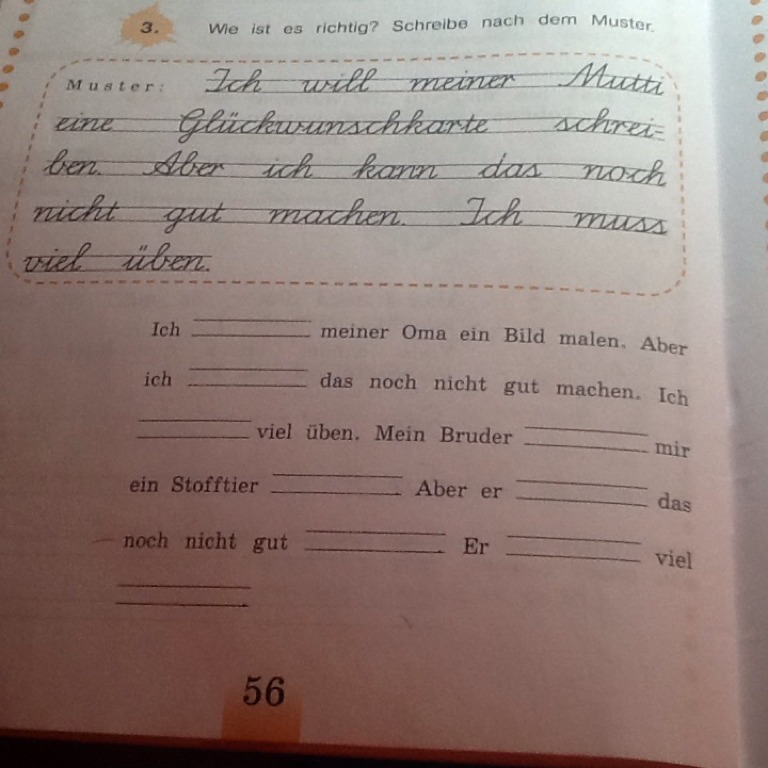 3. Wie ist es richtig? Schreibe nach dem Muster.
Muster: Ich will meiner Mutti
eine Glückwunschkarte schrei=
ben. Aber ich kann das noch
nicht gut machen. Ich muss
viel üben.
Ich meiner Oma ein Bild malen. Aber
ich das noch nicht gut machen. Ich
viel üben. Mein Bruder mir
ein Stofftier Aber er das
noch nicht gut Er viel
56